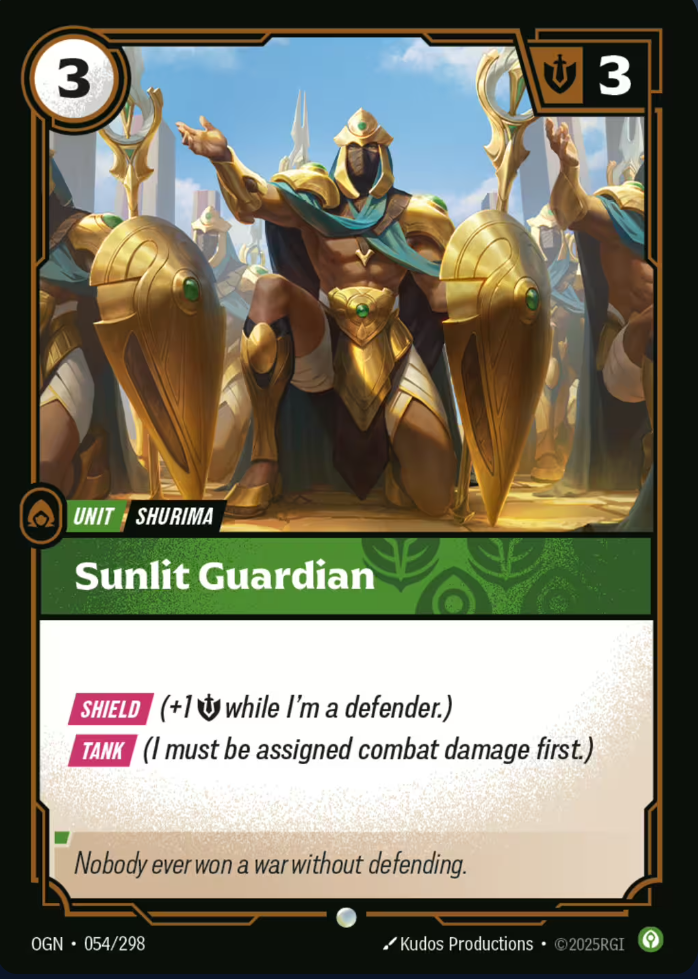 3
3
UNIT SHURIMA
Sunlit Guardian
SHIELD (+1 while I'm a defender.)
TANK (I must be assigned combat damage first.)
Nobody ever won a war without defending.
OGN • 054/298
Kudos Productions • ©2025RGI